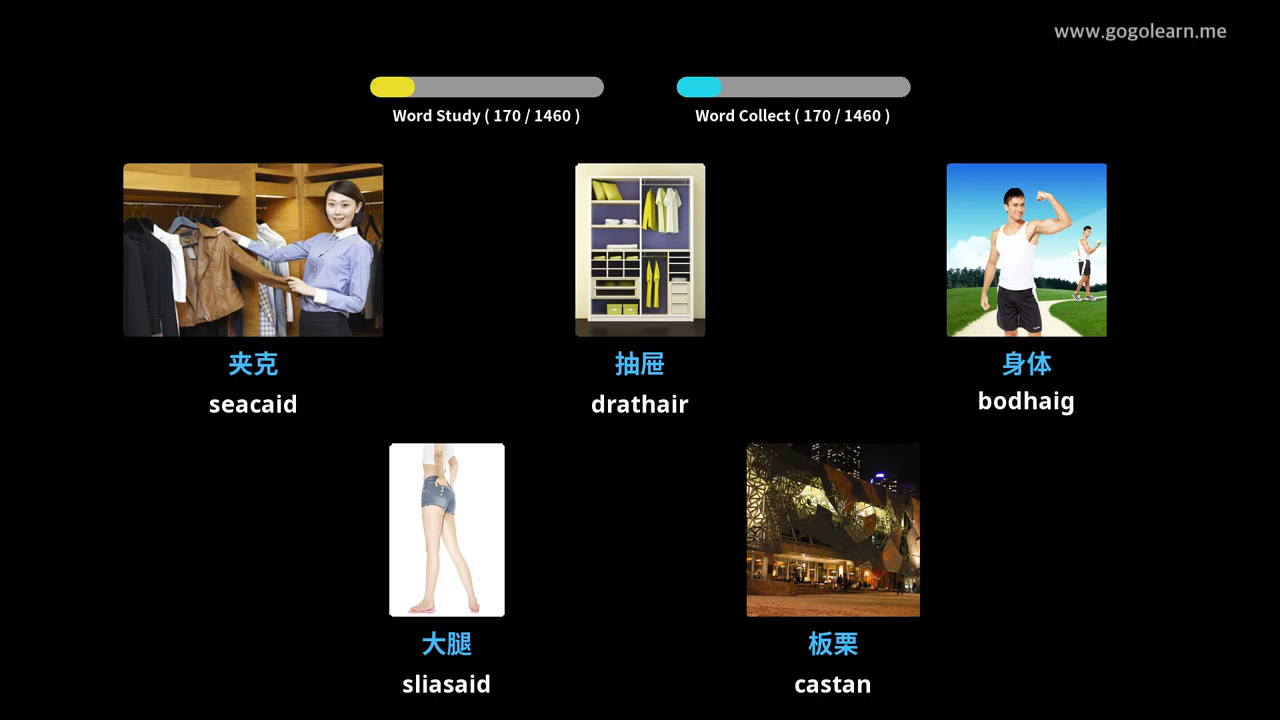 www.gogolearn.me
Word Study ( 170 / 1460 )
Word Collect ( 170 / 1460 )
夹克
抽屉
身体
seacaid
drathair
bodhaig
大腿
板栗
sliasaid
castan